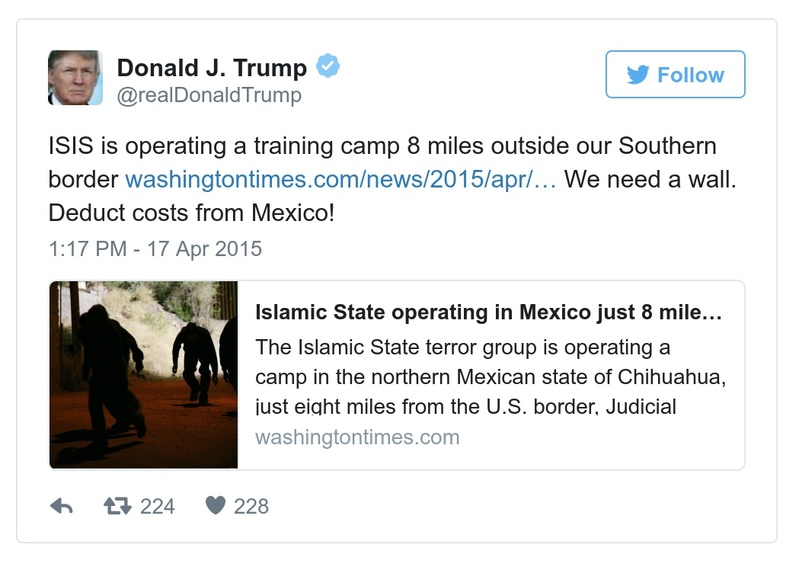 Donald J. Trump
@realDonaldTrump
Follow
ISIS is operating a training camp 8 miles outside our Southern
border washingtontimes.com/news/2015/apr/… We need a wall.
Deduct costs from Mexico!
1:17 PM - 17 Apr 2015
Islamic State operating in Mexico just 8 mile...
The Islamic State terror group is operating a
camp in the northern Mexican state of Chihuahua,
just eight miles from the U.S. border, Judicial
washingtontimes.com
224
228